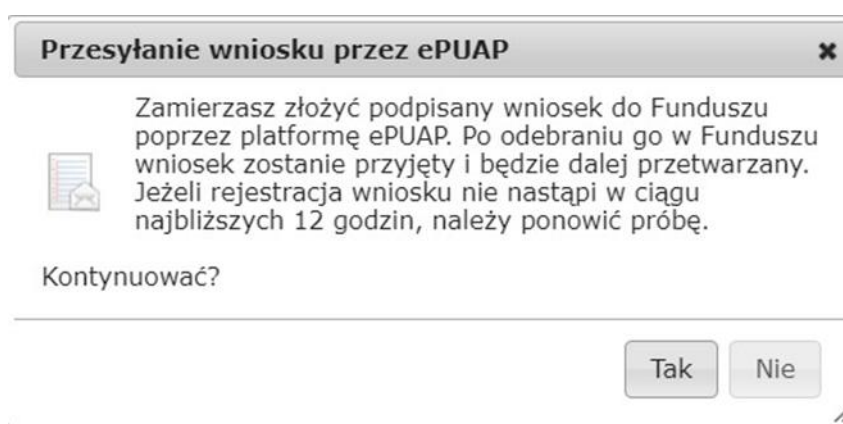 Przesyłanie wniosku przez ePUAP
Zamierzasz złożyć podpisany wniosek do Funduszu
poprzez platformę ePUAP. Po odebraniu go w Funduszu
wniosek zostanie przyjęty i będzie dalej przetwarzany.
Jeżeli rejestracja wniosku nie nastąpi w ciągu
najbliższych 12 godzin, należy ponowić próbę.
Kontynuować?
Tak Nie